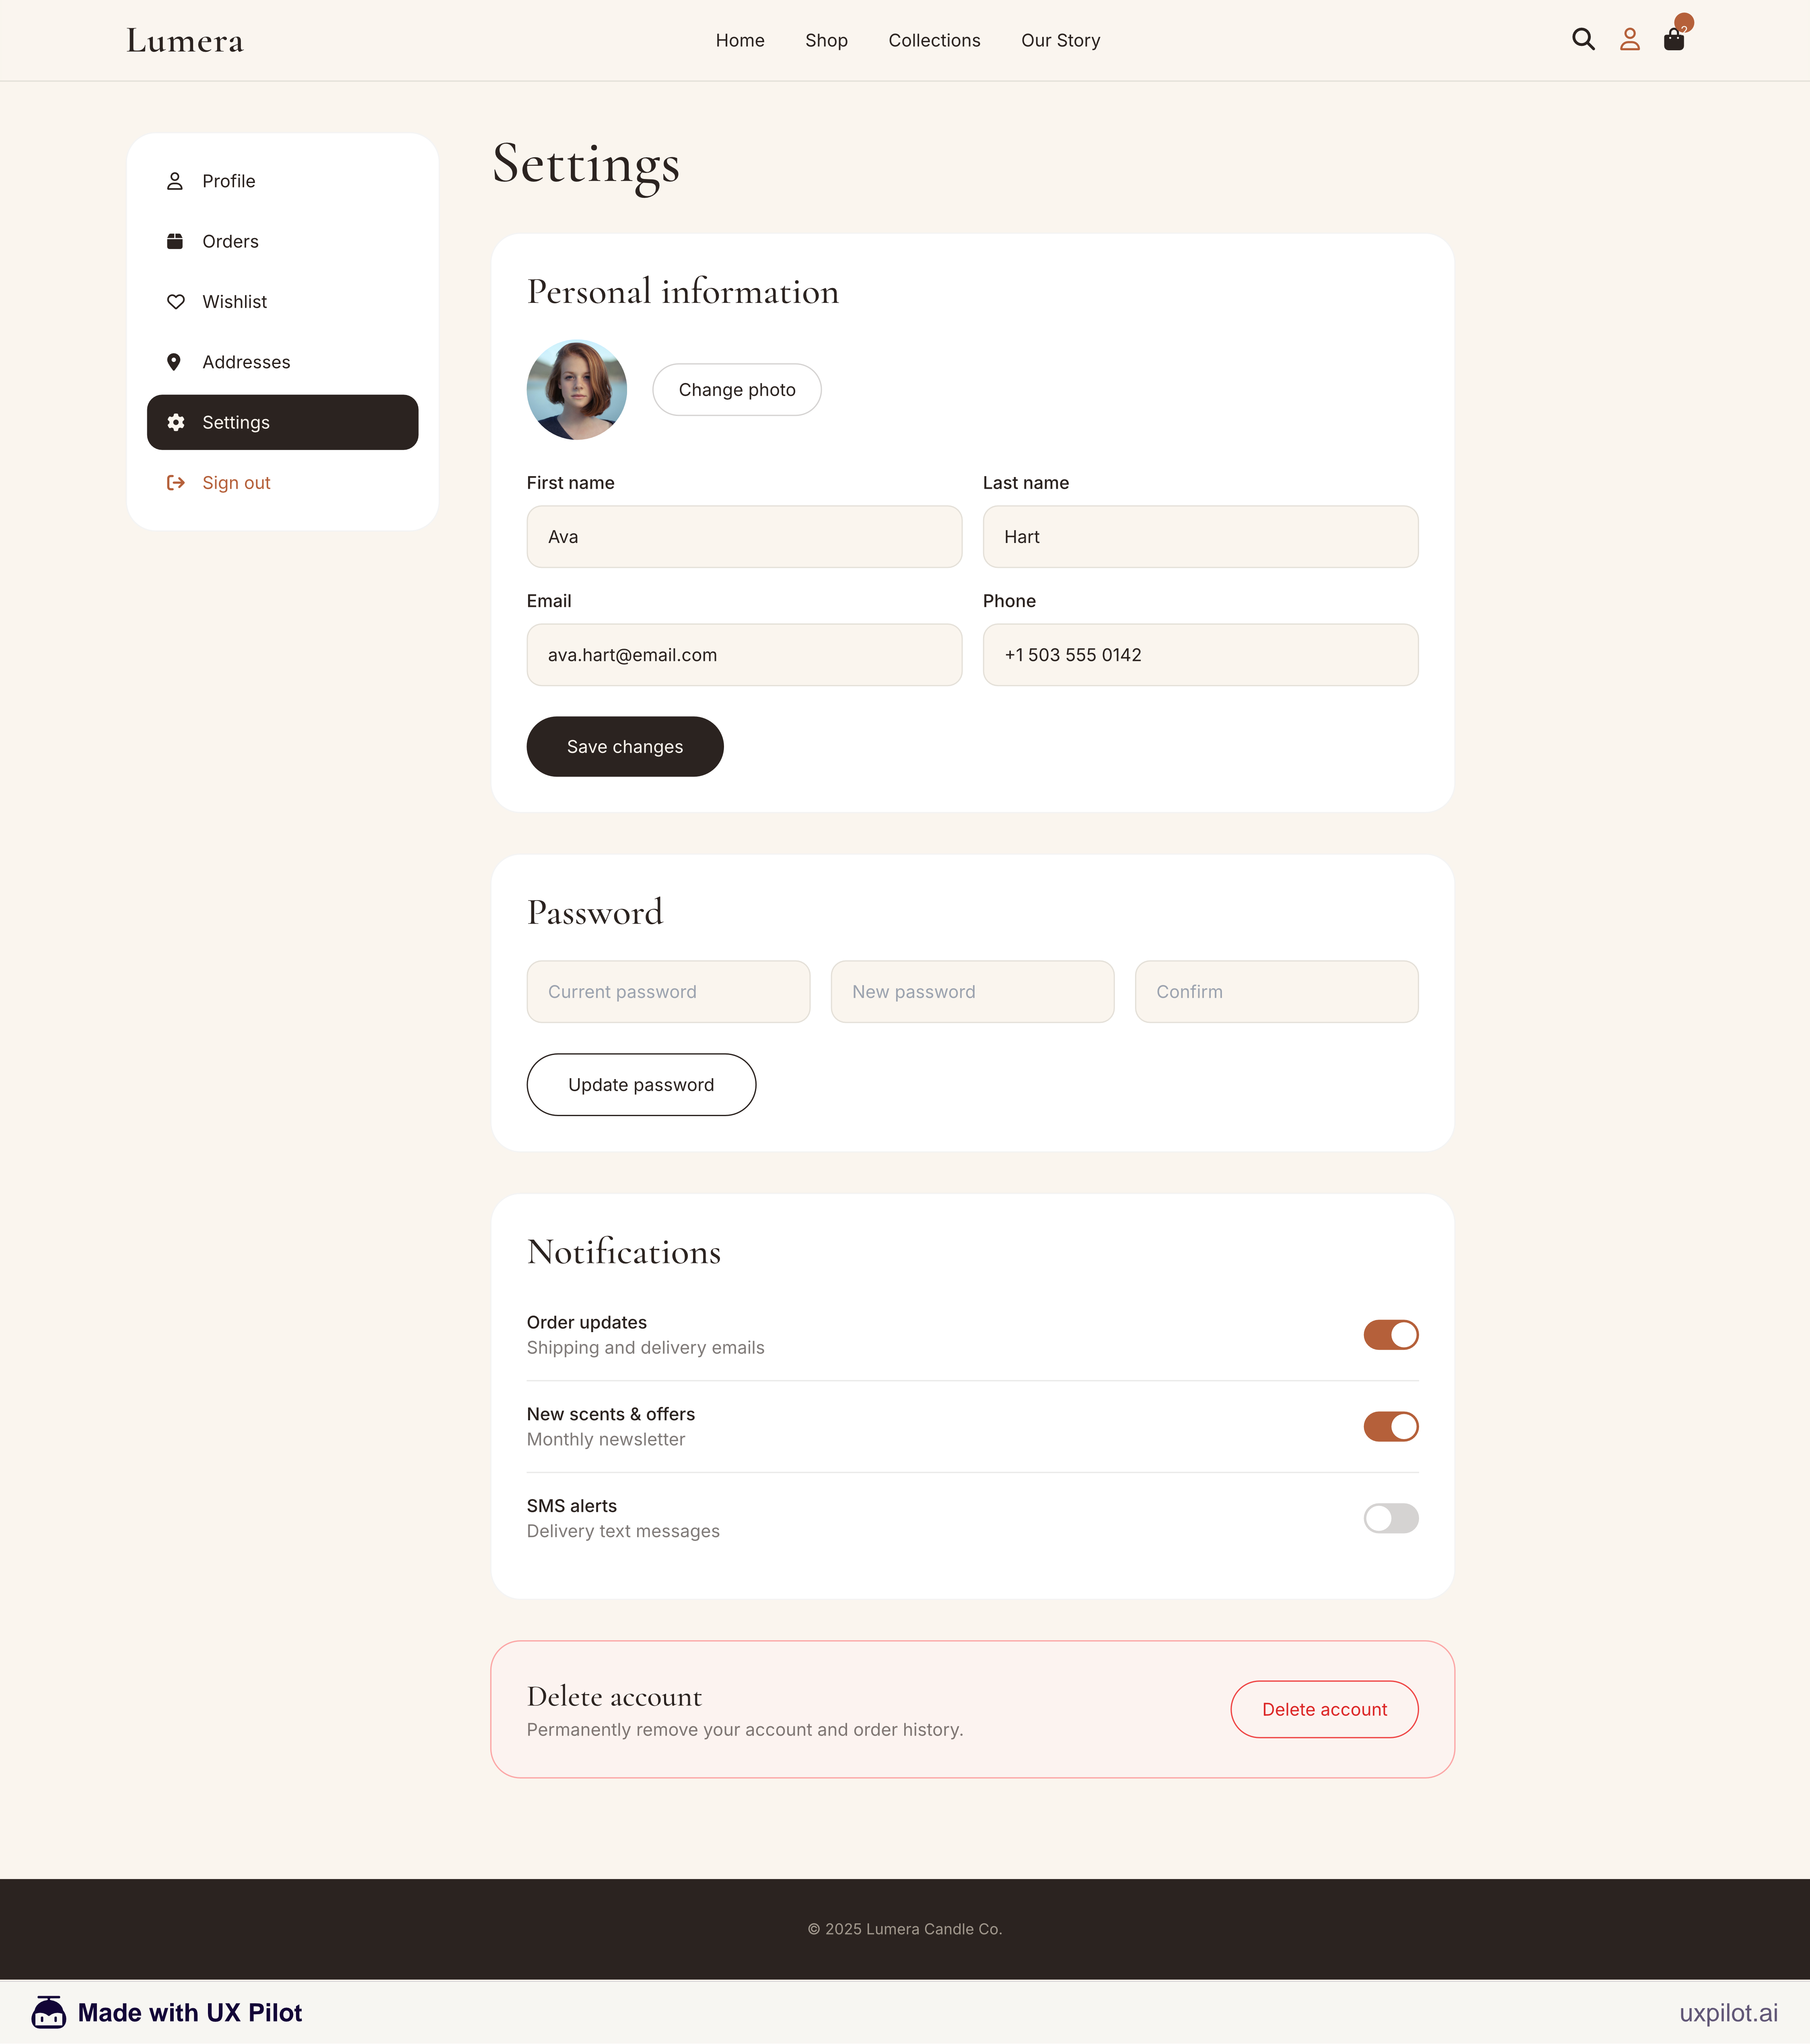 Lumera
Home
Shop
Collections
Our Story
Profile
Orders
Wishlist
Addresses
Settings
Sign out
Settings
Personal information
Change photo
First name
Last name
Ava
Hart
Email
Phone
ava.hart@email.com
+1 503 555 0142
Save changes
Password
Current password
New password
Confirm
Update password
Notifications
Order updates
Shipping and delivery emails
New scents & offers
Monthly newsletter
SMS alerts
Delivery text messages
Delete account
Permanently remove your account and order history.
Delete account
© 2025 Lumera Candle Co.
Made with UX Pilot
uxpilot.ai